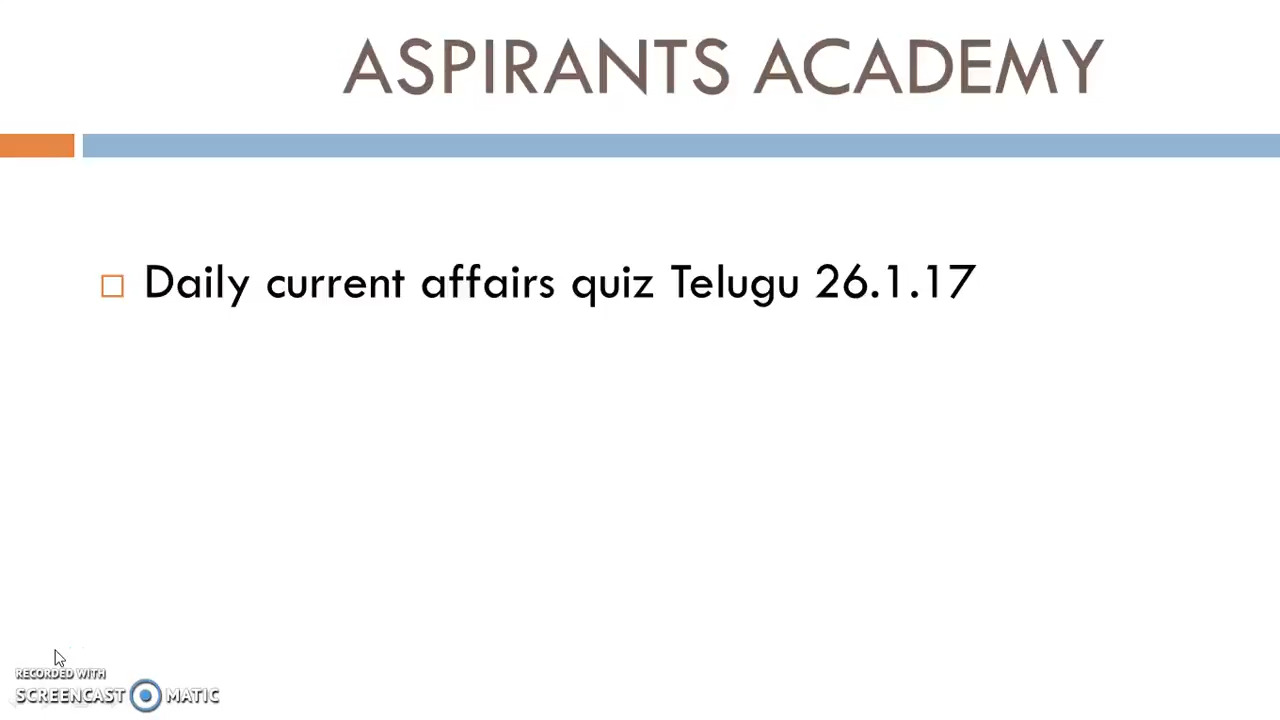 ASPIRANTS ACADEMY
Daily current affairs quiz Telugu 26.1.17
RECORDED WITH
SCREENCAST MATIC